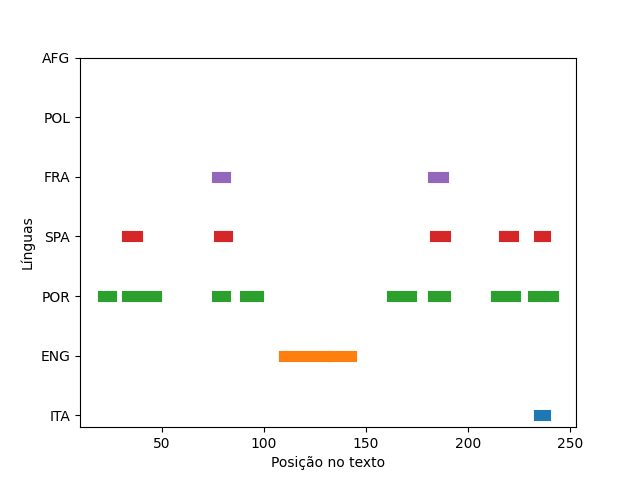 AFG
POL
FRA
SPA
POR
ENG
ITA
Línguas
50 100 150 200 250
Posição no texto